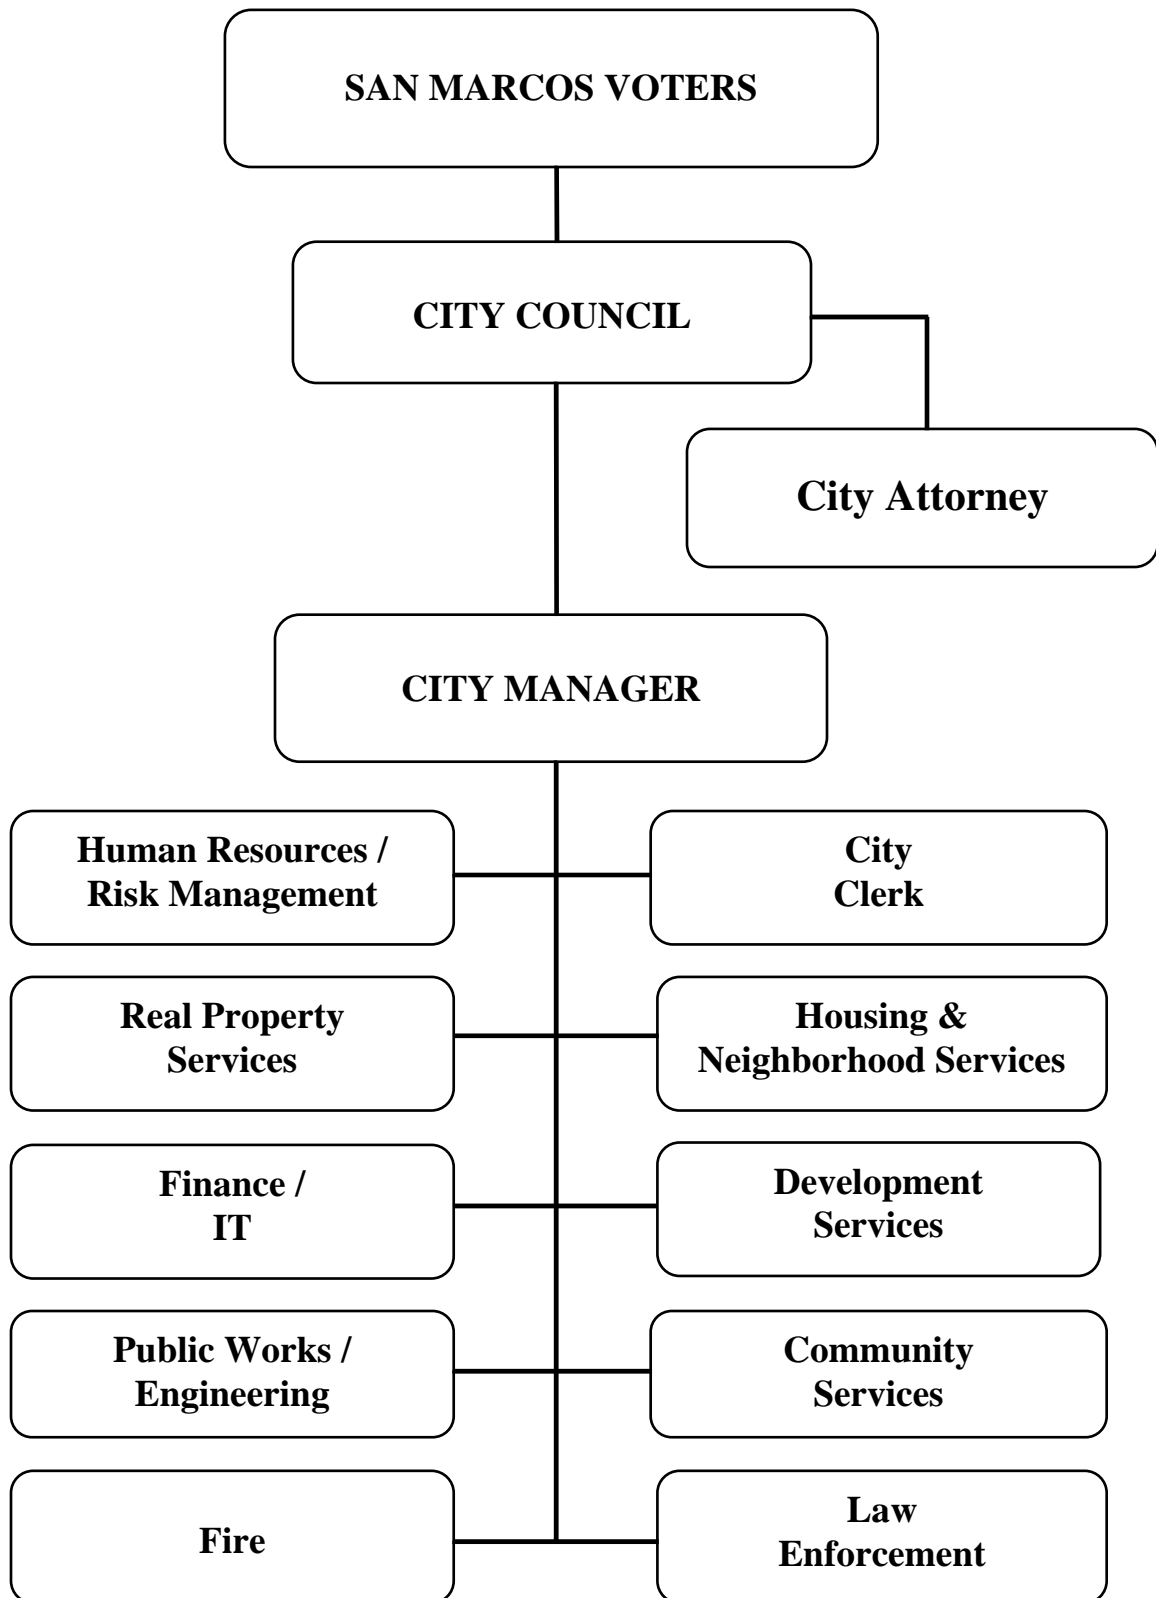 SAN MARCOS VOTERS
CITY COUNCIL
City Attorney
CITY MANAGER
Human Resources /
Risk Management
City
Clerk
Real Property
Services
Housing &
Neighborhood Services
Finance /
IT
Development
Services
Public Works /
Engineering
Community
Services
Fire
Law
Enforcement